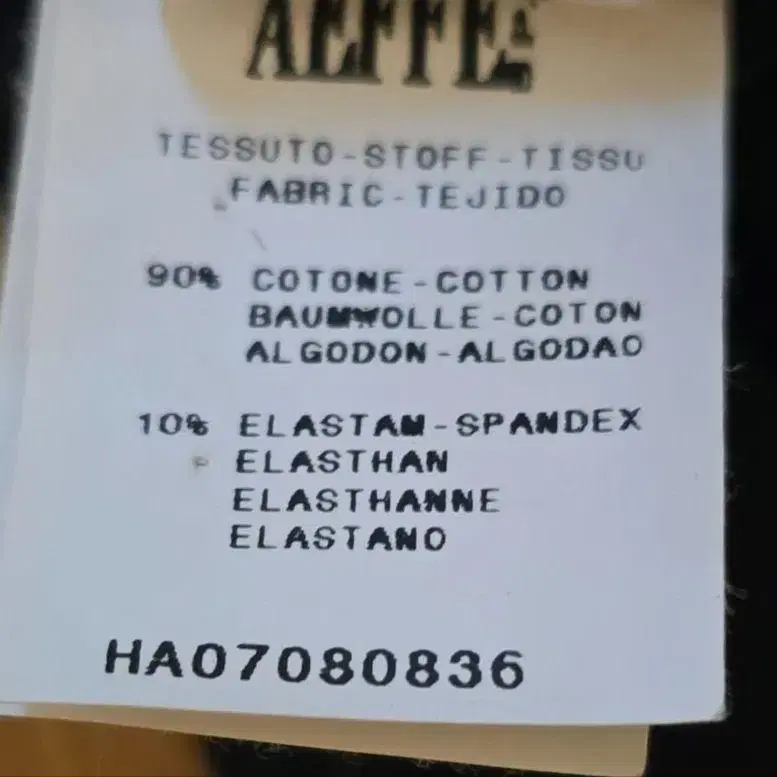 AEFFE
TESSUTO-STOFF-TISSU
FABRIC-TEJIDO
90% COTONE-COTTON
BAUMWOLLE-COTON
ALGODON-ALGODAO
10% ELASTAN-SPANDEX
ELASTHAN
ELASTHANNE
ELASTANO
HA07080836